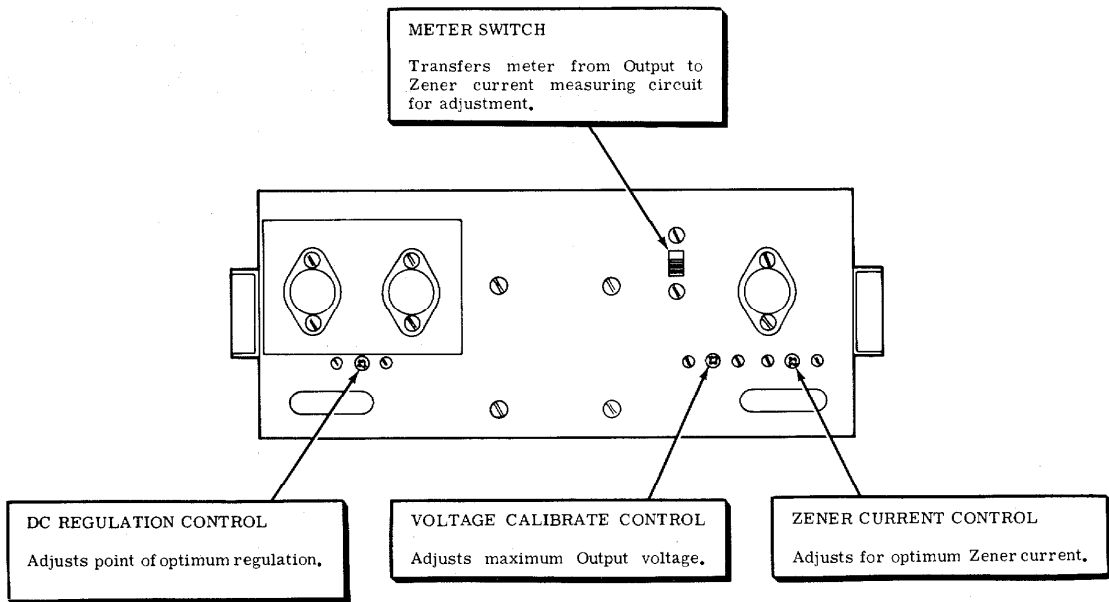 METER SWITCH
Transfers meter from Output to
Zener current measuring circuit
for adjustment.
DC REGULATION CONTROL
Adjusts point of optimum regulation.
VOLTAGE CALIBRATE CONTROL
Adjusts maximum Output voltage.
ZENER CURRENT CONTROL
Adjusts for optimum Zener current.